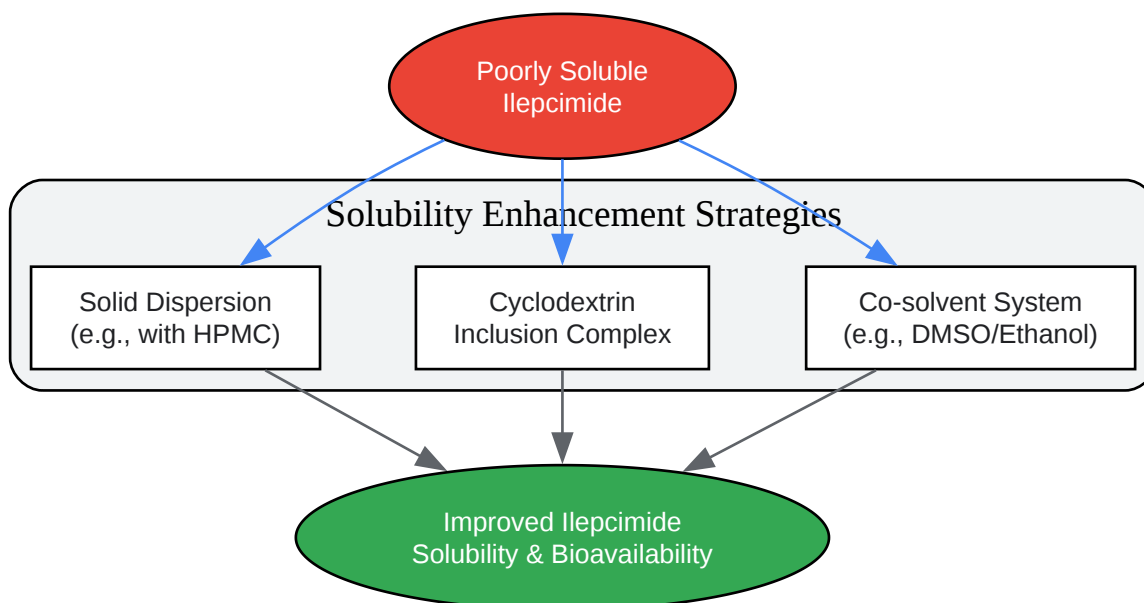 Poorly Soluble
Ilepcimide
Solubility Enhancement Strategies
Solid Dispersion
(e.g., with HPMC)
Cyclodextrin
Inclusion Complex
Co-solvent System
(e.g., DMSO/Ethanol)
Improved Ilepcimide
Solubility & Bioavailability